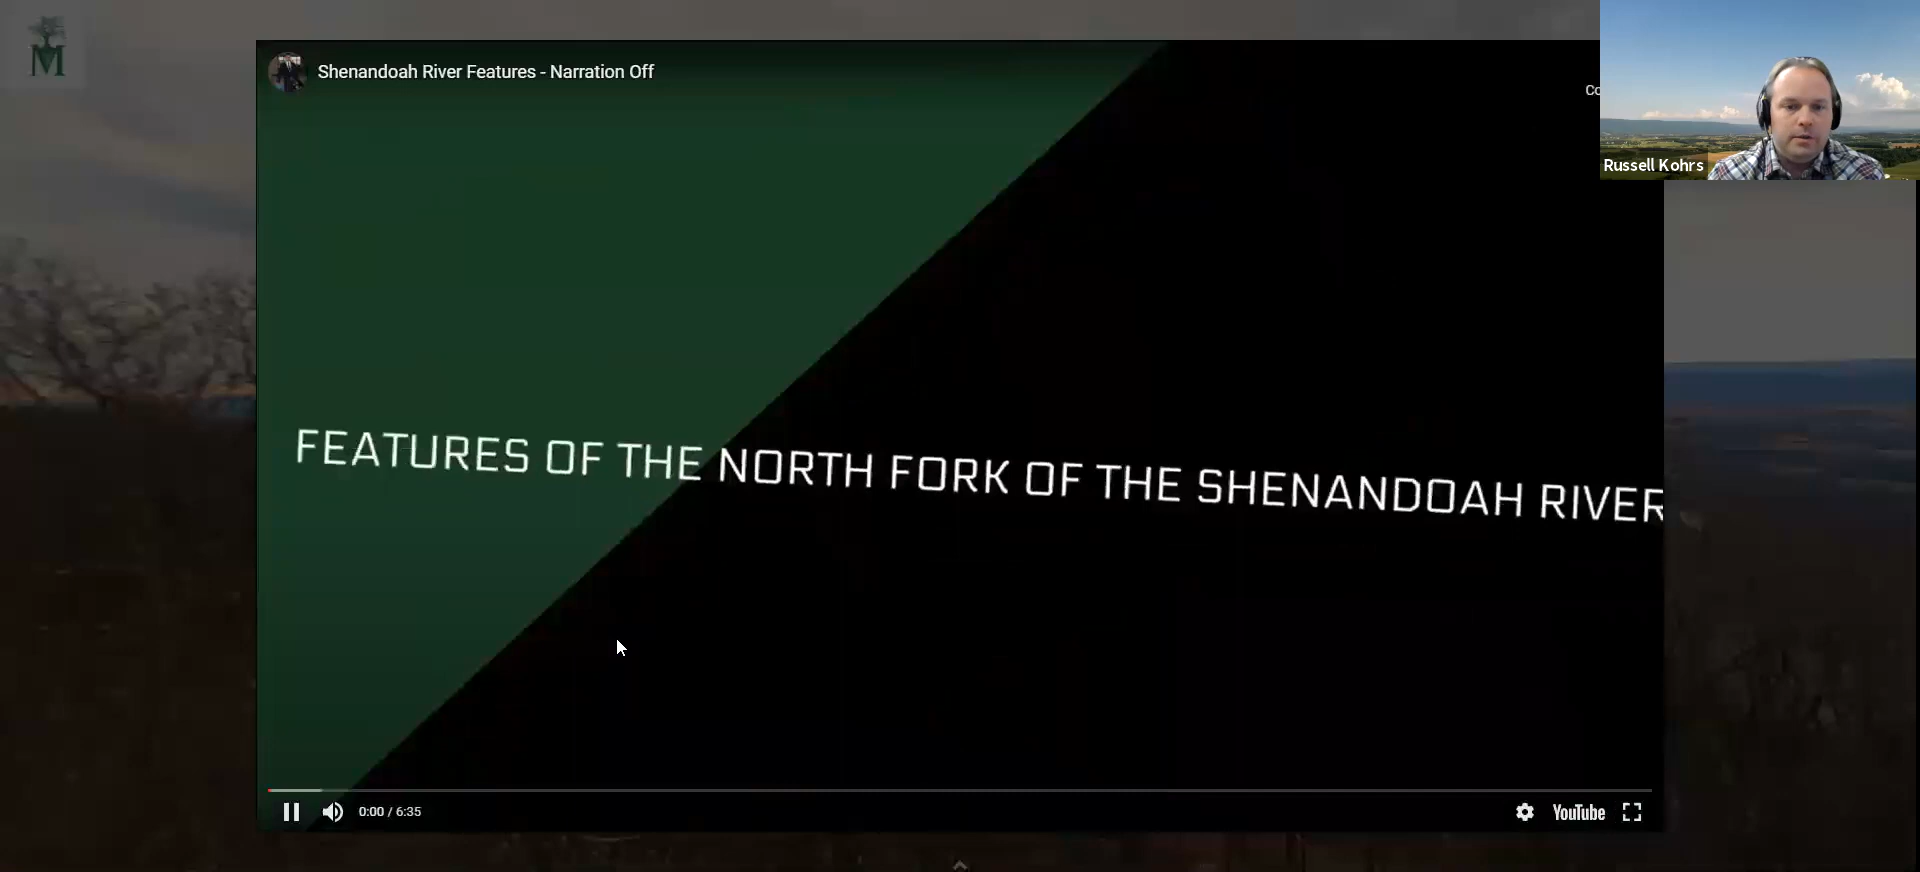 M
Shenandoah River Features - Narration Off
Co
Russell Kohrs
FEATURES OF THE NORTH FORK OF THE SHENANDOAH RIVER
0:00 / 6:35
YouTube